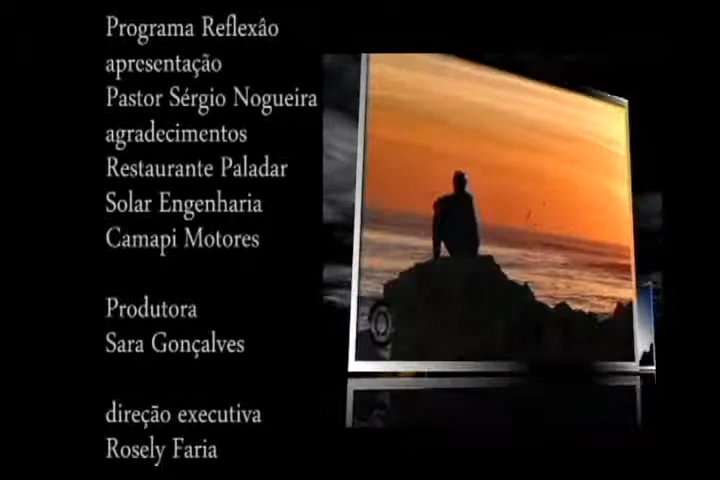 Programa Reflexâo
apresentação
Pastor Sérgio Nogueira
agradecimentos
Restaurante Paladar
Solar Engenharia
Camapi Motores
Produtora
Sara Gonçalves
direção executiva
Rosely Faria